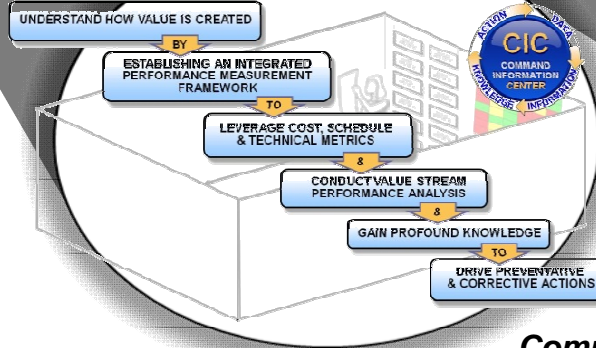 UNDERSTAND HOW VALUE IS CREATED
BY
ESTABLISHING AN INTEGRATED
PERFORMANCE MEASUREMENT
FRAMEWORK
TO
LEVERAGE COST, SCHEDULE
& TECHNICAL METRICS
&
CONDUCT VALUE STREAM
PERFORMANCE ANALYSIS
&
GAIN PROFOUND KNOWLEDGE
TO
DRIVE PREVENTATIVE
& CORRECTIVE ACTIONS
ACTION
DATA
INFORMATION
KNOWLEDGE
CIC
COMMAND
INFORMATION
CENTER